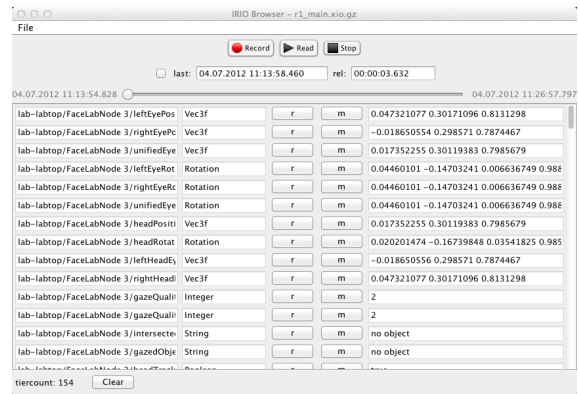 IRIO Browser – r1_main.xio.gz
File
Record Read Stop
last: 04.07.2012 11:13:58.460 rel: 00:00:03.632
04.07.2012 11:13:54.828 04.07.2012 11:26:57.797
lab-labtop/FaceLabNode 3/leftEyePos Vec3f r m 0.047321077 0.30171096 0.8131298
lab-labtop/FaceLabNode 3/rightEyePo Vec3f r m -0.018650554 0.298571 0.7874467
lab-labtop/FaceLabNode 3/unifiedEye Vec3f r m 0.017352255 0.30119383 0.7985679
lab-labtop/FaceLabNode 3/leftEyeRot Rotation r m 0.04460101 -0.14703241 0.006636749 0.988
lab-labtop/FaceLabNode 3/rightEyeRo Rotation r m 0.04460101 -0.14703241 0.006636749 0.988
lab-labtop/FaceLabNode 3/unifiedEye Rotation r m 0.04460101 -0.14703241 0.006636749 0.988
lab-labtop/FaceLabNode 3/headPositi Vec3f r m 0.017352255 0.30119383 0.7985679
lab-labtop/FaceLabNode 3/headRotat Rotation r m 0.020201474 -0.16739848 0.03541825 0.985
lab-labtop/FaceLabNode 3/leftHeadEy Vec3f r m -0.018650556 0.298571 0.7874467
lab-labtop/FaceLabNode 3/rightHeadl Vec3f r m 0.047321077 0.30171096 0.8131298
lab-labtop/FaceLabNode 3/gazeQualit Integer r m 2
lab-labtop/FaceLabNode 3/gazeQualit Integer r m 2
lab-labtop/FaceLabNode 3/intersecte String r m no object
lab-labtop/FaceLabNode 3/gazedObje String r m no object
lab-labtop/FaceLabNode 3/headTrack Boolean r m true
tiercount: 154 Clear